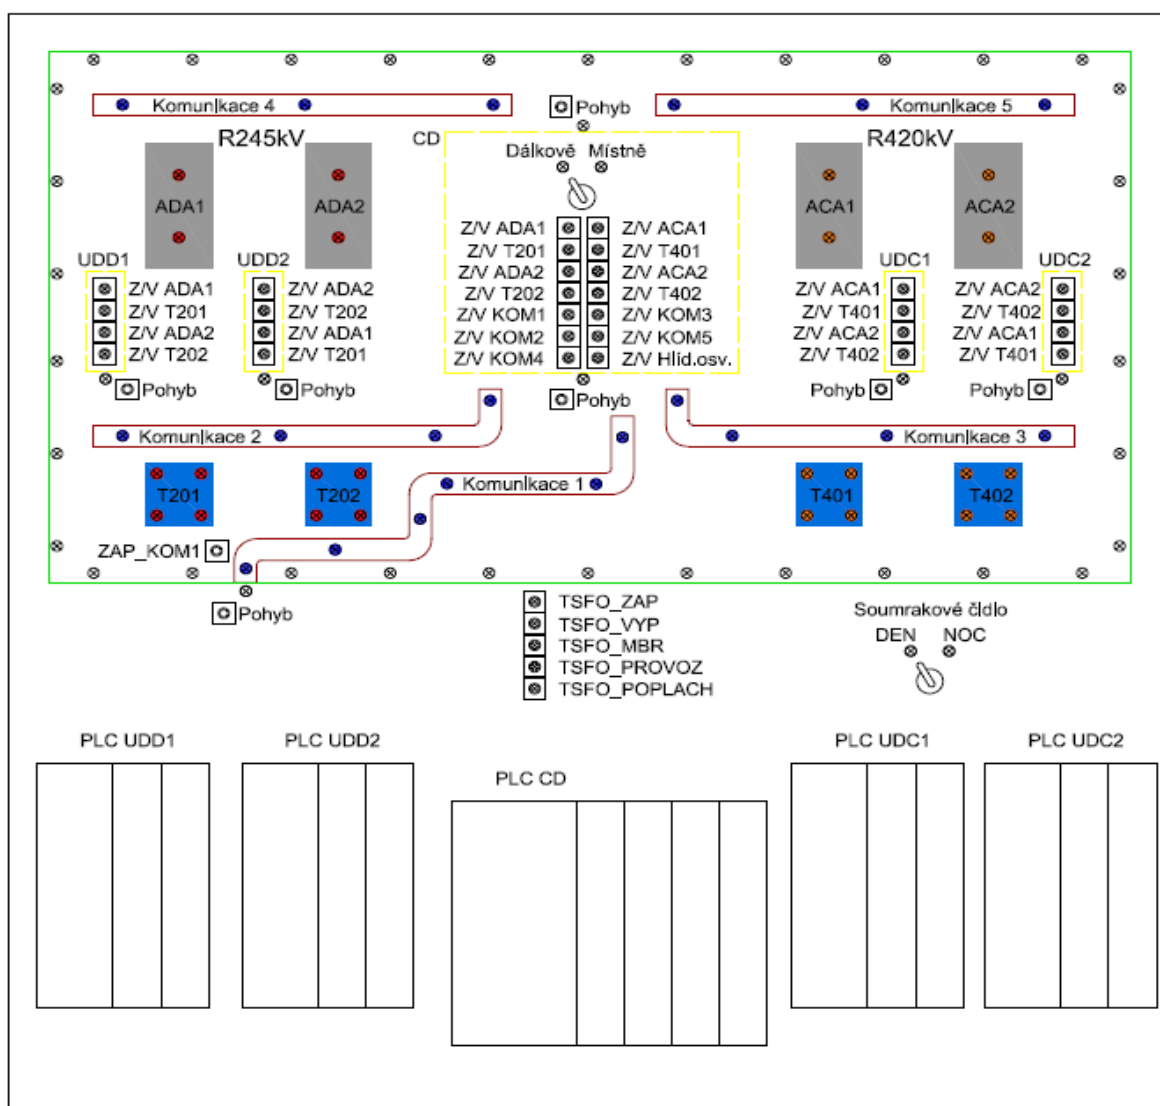 Komunikace 4
Pohyb
Komunikace 5
R245kV
CD
R420kV
Dálkově Místně
ADA1
ADA2
ACA1
ACA2
Z/V ADA1
Z/V T201
Z/V ADA2
Z/V T202
Z/V KOM1
Z/V KOM2
Z/V KOM4
Z/V ACA1
Z/V T401
Z/V ACA2
Z/V T402
Z/V KOM3
Z/V KOM5
Z/V Hlíd.osv.
UDD1
Z/V ADA1
Z/V T201
Z/V ADA2
Z/V T202
Pohyb
UDD2
Z/V ADA2
Z/V T202
Z/V ADA1
Z/V T201
Pohyb
Pohyb
UDC1
Z/V ACA1
Z/V T401
Z/V ACA2
Z/V T402
Pohyb
UDC2
Z/V ACA2
Z/V T402
Z/V ACA1
Z/V T401
Pohyb
Komunikace 2
Komunikace 3
Komunikace 1
T201
T202
T401
T402
ZAP_KOM1
Pohyb
TSFO_ZAP
TSFO_VYP
TSFO_MBR
TSFO_PROVOZ
TSFO_POPLACH
Soumrakové čidlo
DEN NOC
PLC UDD1
PLC UDD2
PLC CD
PLC UDC1
PLC UDC2